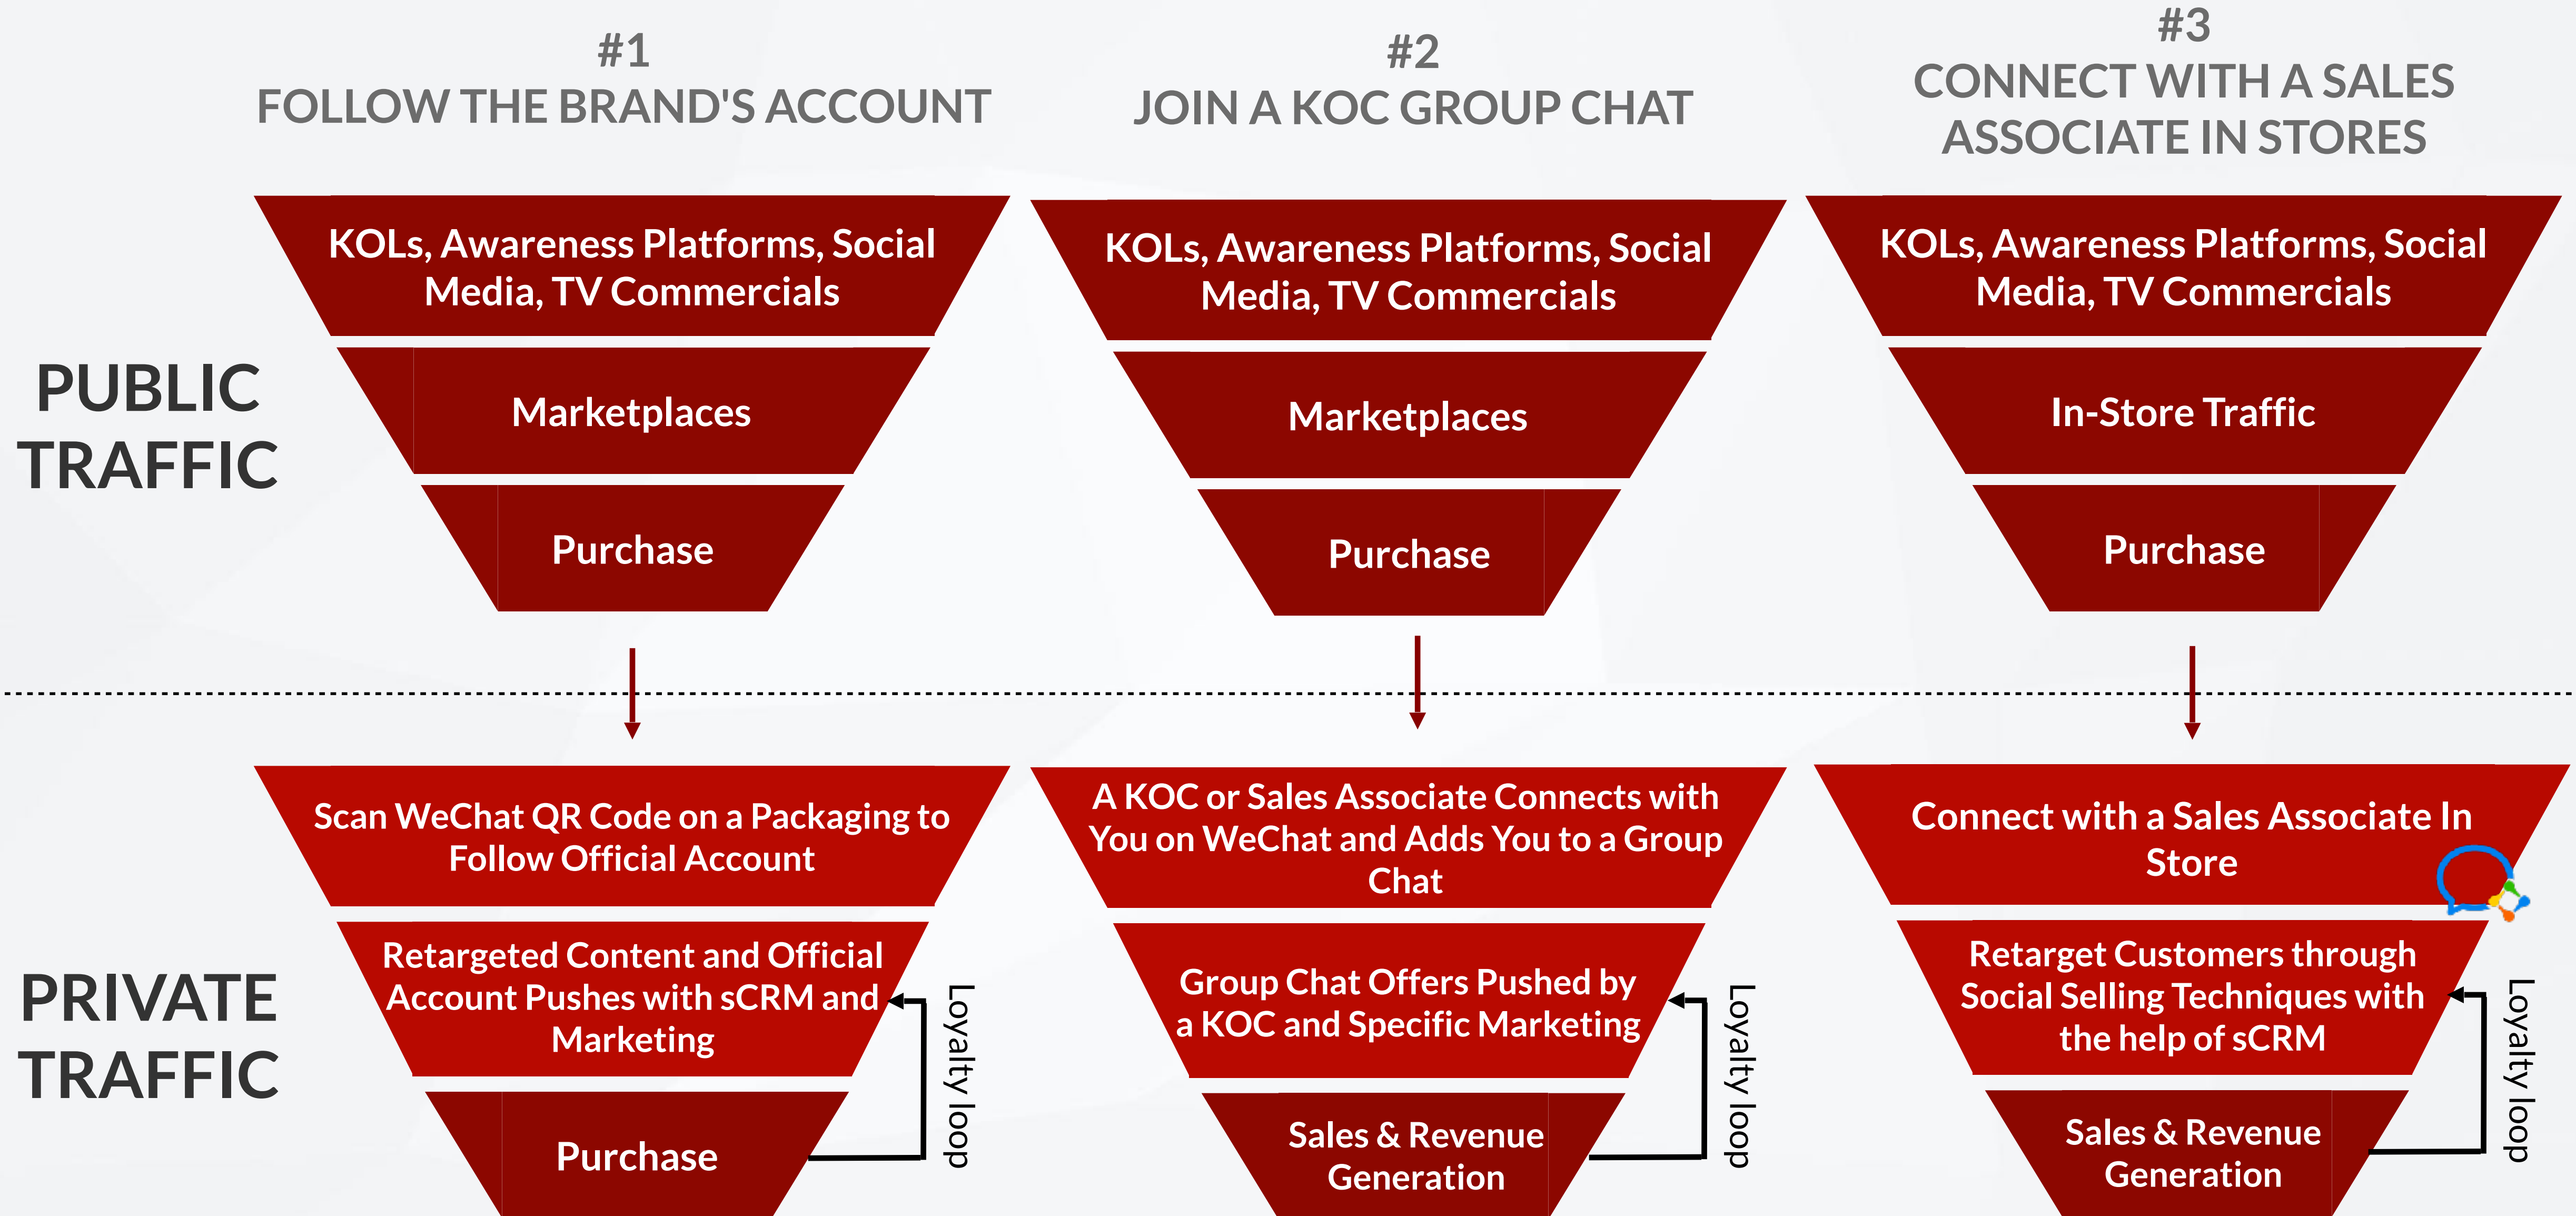 #1
FOLLOW THE BRAND'S ACCOUNT
#2
JOIN A KOC GROUP CHAT
#3
CONNECT WITH A SALES
ASSOCIATE IN STORES
PUBLIC
TRAFFIC
KOLs, Awareness Platforms, Social
Media, TV Commercials
Marketplaces
Purchase
KOLs, Awareness Platforms, Social
Media, TV Commercials
Marketplaces
Purchase
KOLs, Awareness Platforms, Social
Media, TV Commercials
In-Store Traffic
Purchase
PRIVATE
TRAFFIC
Scan WeChat QR Code on a Packaging to
Follow Official Account
Retargeted Content and Official
Account Pushes with sCRM and
Marketing
Purchase
Loyalty loop
A KOC or Sales Associate Connects with
You on WeChat and Adds You to a Group
Chat
Group Chat Offers Pushed by
a KOC and Specific Marketing
Sales & Revenue
Generation
Loyalty loop
Connect with a Sales Associate In
Store
Retarget Customers through
Social Selling Techniques with
the help of sCRM
Sales & Revenue
Generation
Loyalty loop